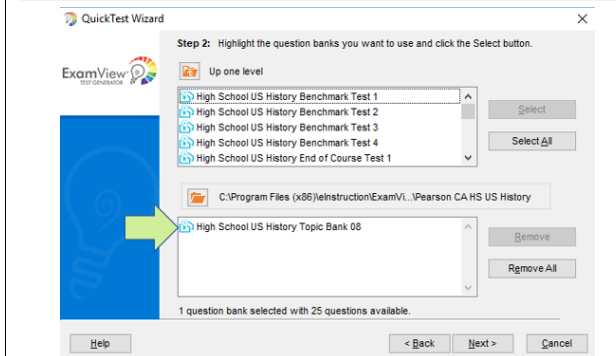 QuickTest Wizard
Step 2: Highlight the question banks you want to use and click the Select button.
ExamView
TEST GENERATOR
Up one level
High School US History Benchmark Test 1
High School US History Benchmark Test 2
High School US History Benchmark Test 3
High School US History Benchmark Test 4
High School US History End of Course Test 1
Select
Select All
C:\Program Files (x86)\eInstruction\ExamVi...\Pearson CA HS US History
High School US History Topic Bank 08
Remove
Remove All
1 question bank selected with 25 questions available.
Help
< Back
Next >
Cancel